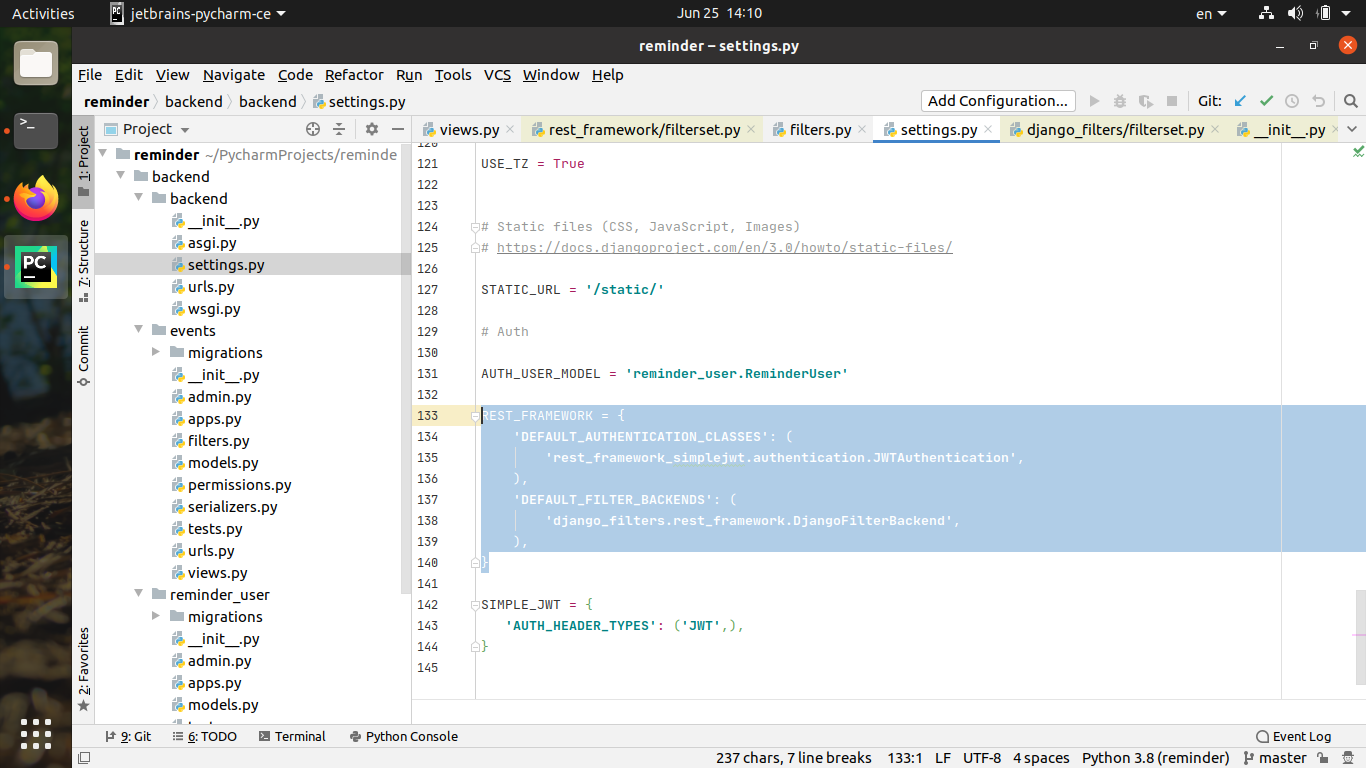 Activities jetbrains-pycharm-ce Jun 25 14:10 en
reminder – settings.py
File Edit View Navigate Code Refactor Run Tools VCS Window Help
reminder backend backend settings.py Add Configuration... Git:
Project views.py rest_framework/filterset.py filters.py settings.py django_filters/filterset.py __init__.py
1: Project
7: Structure
Commit
2: Favorites
reminder ~/PycharmProjects/reminde
backend
backend
__init__.py
asgi.py
settings.py
urls.py
wsgi.py
events
migrations
__init__.py
admin.py
apps.py
filters.py
models.py
permissions.py
serializers.py
tests.py
urls.py
views.py
reminder_user
migrations
__init__.py
admin.py
apps.py
models.py
120
121 USE_TZ = True
122
123
124 # Static files (CSS, JavaScript, Images)
125 # https://docs.djangoproject.com/en/3.0/howto/static-files/
126
127 STATIC_URL = '/static/'
128
129 # Auth
130
131 AUTH_USER_MODEL = 'reminder_user.ReminderUser'
132
133 REST_FRAMEWORK = {
134 'DEFAULT_AUTHENTICATION_CLASSES': (
135 'rest_framework_simplejwt.authentication.JWTAuthentication',
136 ),
137 'DEFAULT_FILTER_BACKENDS': (
138 'django_filters.rest_framework.DjangoFilterBackend',
139 ),
140 }
141
142 SIMPLE_JWT = {
143 'AUTH_HEADER_TYPES': ('JWT',),
144 }
145
9: Git 6: TODO Terminal Python Console Event Log
237 chars, 7 line breaks 133:1 LF UTF-8 4 spaces Python 3.8 (reminder) master